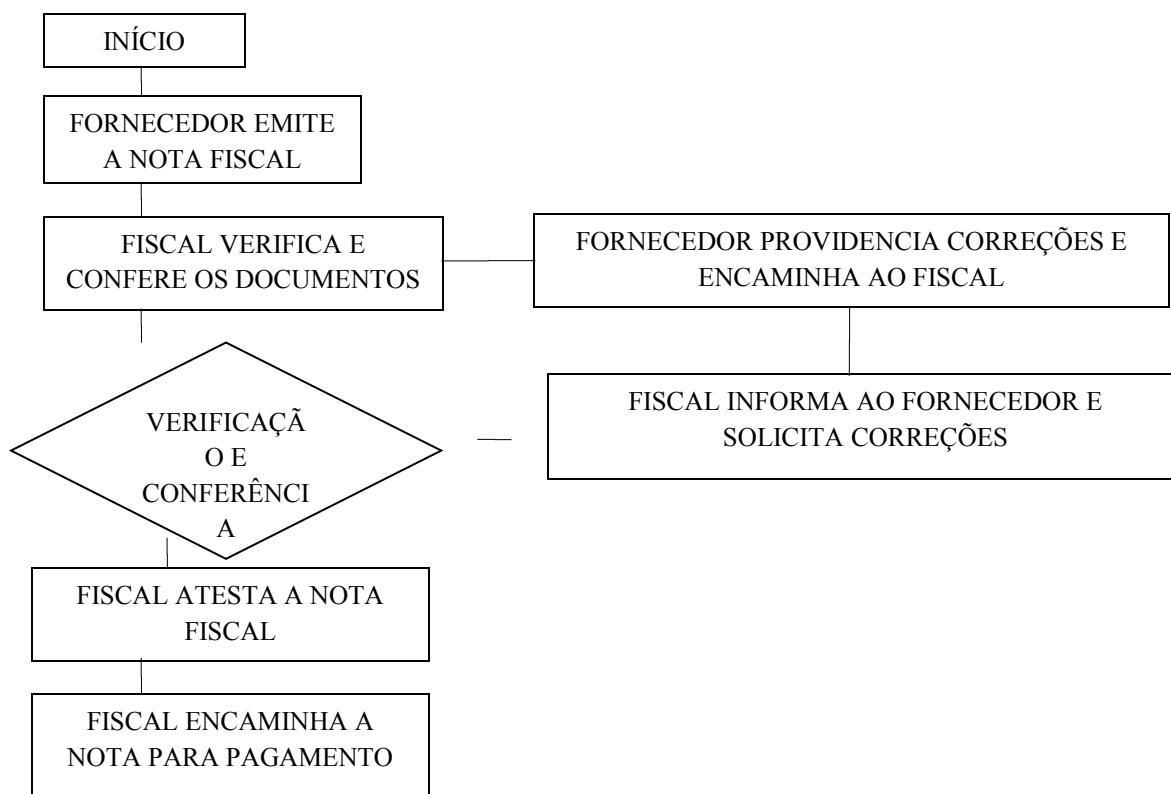 INÍCIO
FORNECEDOR EMITE
A NOTA FISCAL
FISCAL VERIFICA E
CONFERE OS DOCUMENTOS
FORNECEDOR PROVIDENCIA CORREÇÕES E
ENCAMINHA AO FISCAL
FISCAL INFORMA AO FORNECEDOR E
SOLICITA CORREÇÕES
VERIFICAÇÃ
O E
CONFERÊNCI
A
FISCAL ATESTA A NOTA
FISCAL
FISCAL ENCAMINHA A
NOTA PARA PAGAMENTO